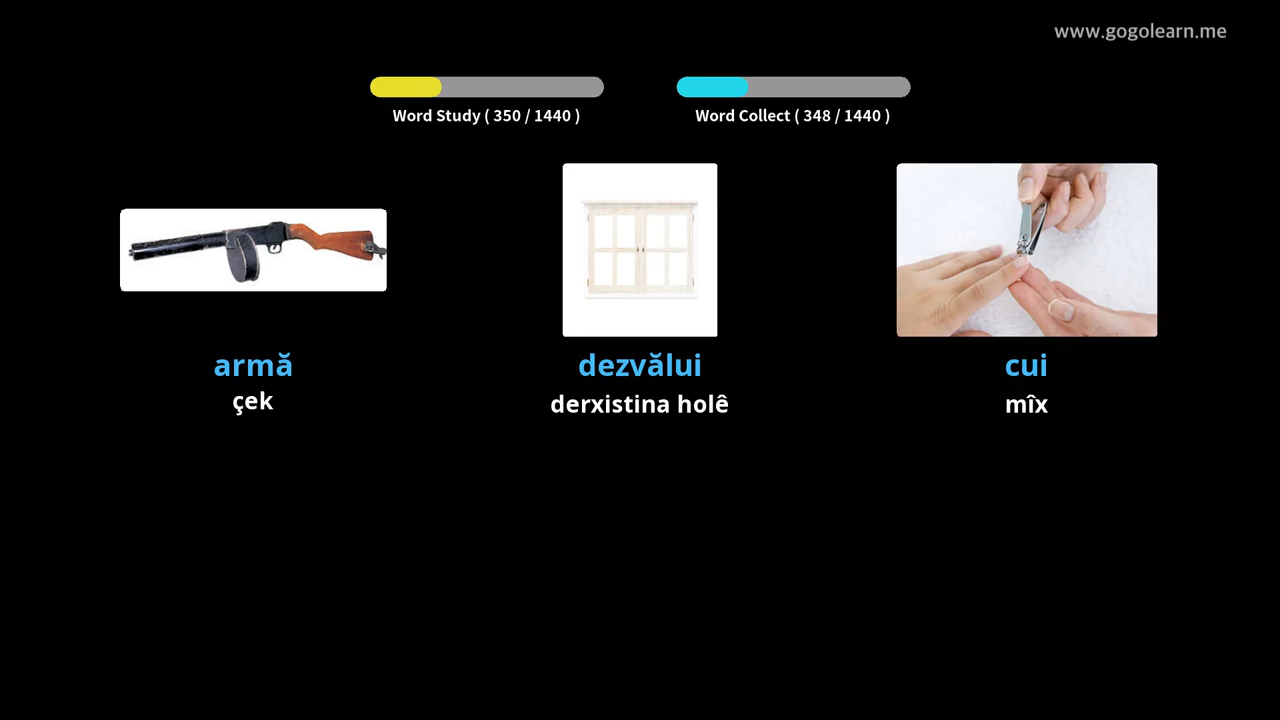 www.gogolearn.me
Word Study ( 350 / 1440 )
Word Collect ( 348 / 1440 )
armă
dezvălui
cui
çek
derxistina holê
mîx